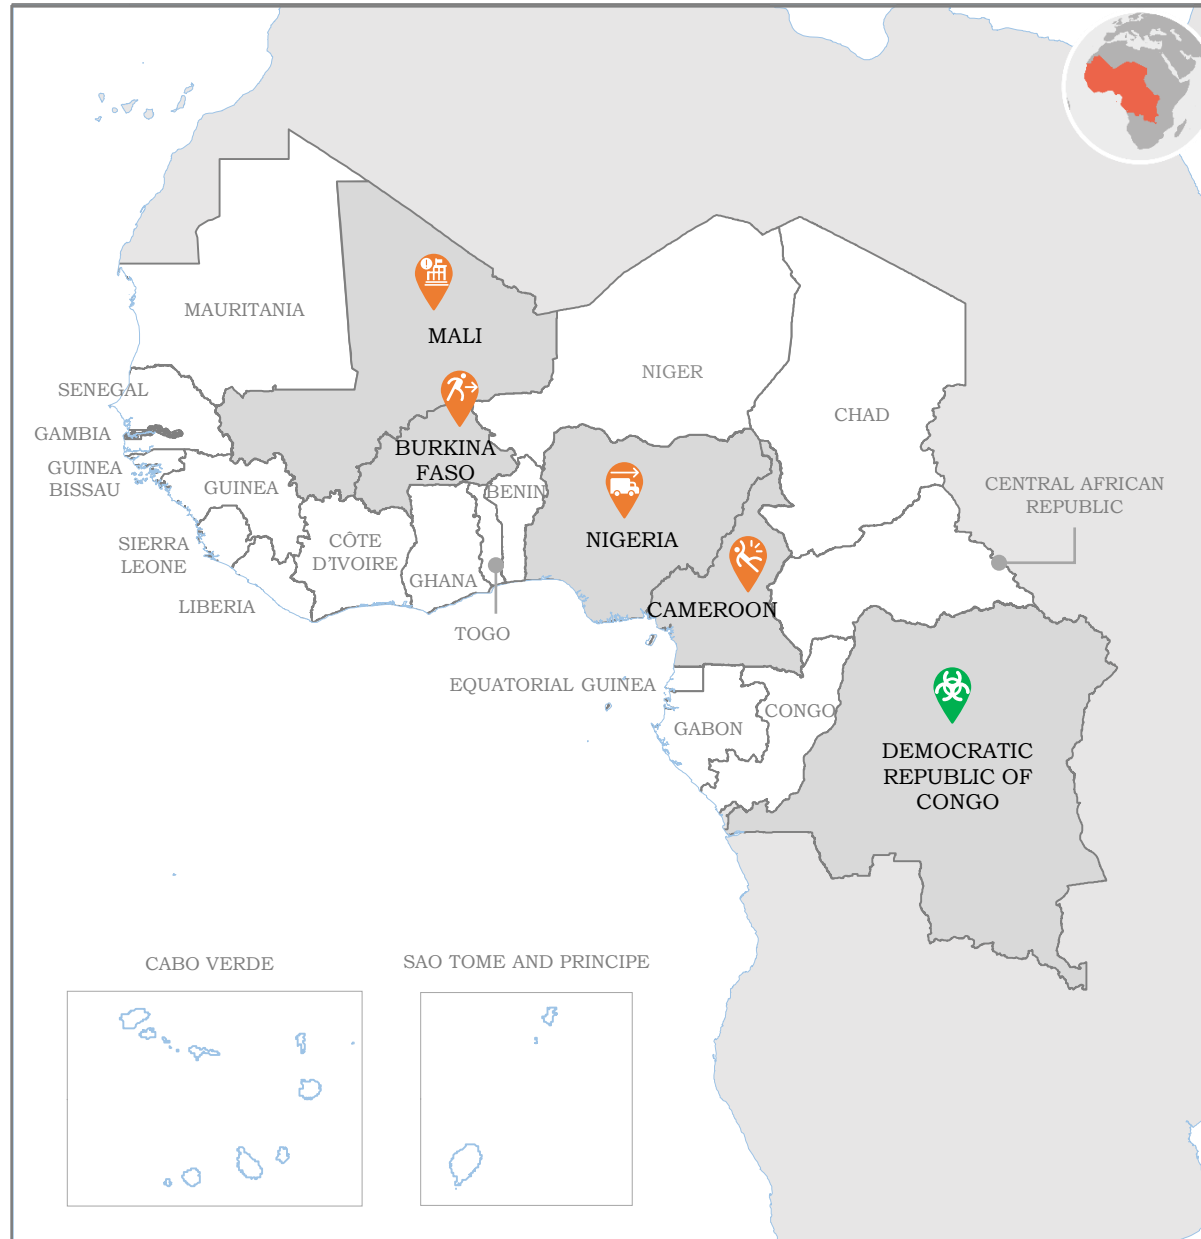 MAURITANIA
MALI
NIGER
CHAD
SENEGAL
GAMBIA
GUINEA
BISSAU
GUINEA
BURKINA
FASO
BENIN
CENTRAL AFRICAN
REPUBLIC
SIERRA
LEONE
CÔTE
D'IVOIRE
GHANA
NIGERIA
LIBERIA
CAMEROON
TOGO
EQUATORIAL GUINEA
GABON
CONGO
DEMOCRATIC
REPUBLIC OF
CONGO
CABO VERDE
SAO TOME AND PRINCIPE